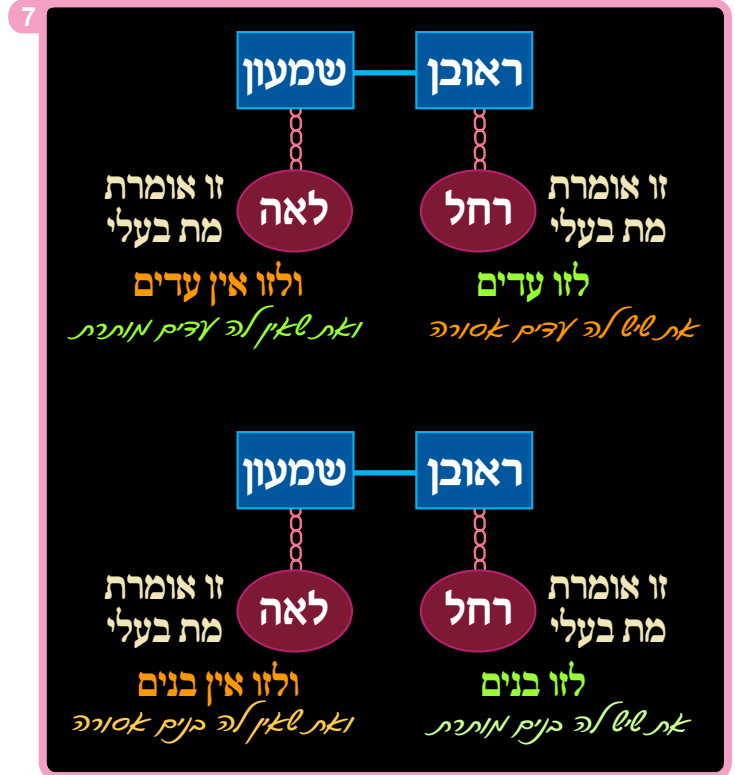 7
ראובן שמעון
רחל לאה
זו אומרת
מת בעלי
זו אומרת
מת בעלי
לזו עדים
ולזו אין עדים
את שיש לה עדים אסורה
ואת שאין לה עדים מותרת
ראובן שמעון
רחל לאה
זו אומרת
מת בעלי
זו אומרת
מת בעלי
לזו בנים
ולזו אין בנים
את שיש לה בנים מותרת
ואת שאין לה בנים אסורה